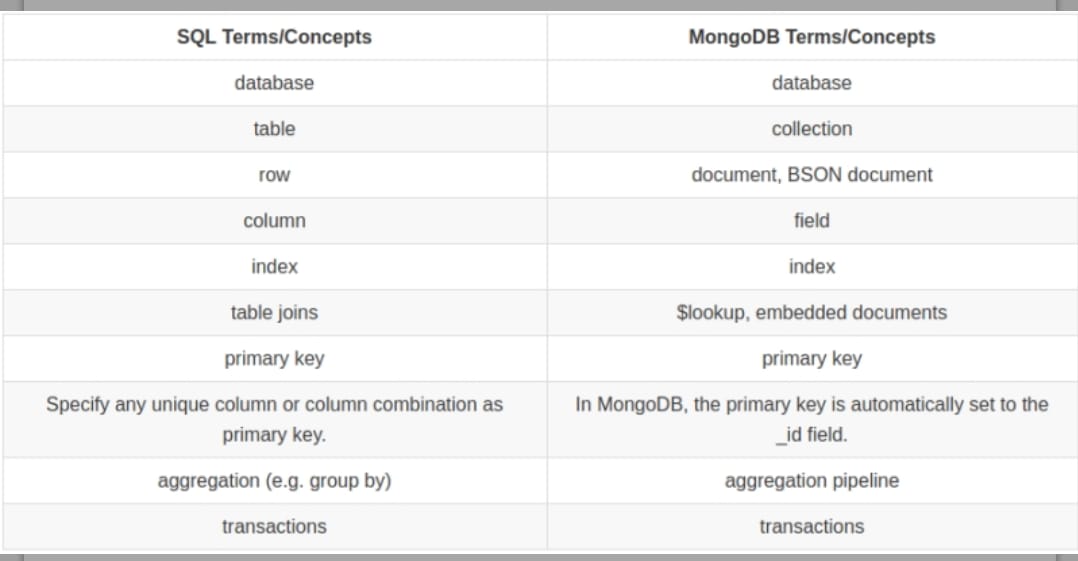 SQL Terms/Concepts MongoDB Terms/Concepts
database database
table collection
row document, BSON document
column field
index index
table joins $lookup, embedded documents
primary key primary key
Specify any unique column or column combination as In MongoDB, the primary key is automatically set to the
primary key. _id field.
aggregation (e.g. group by) aggregation pipeline
transactions transactions